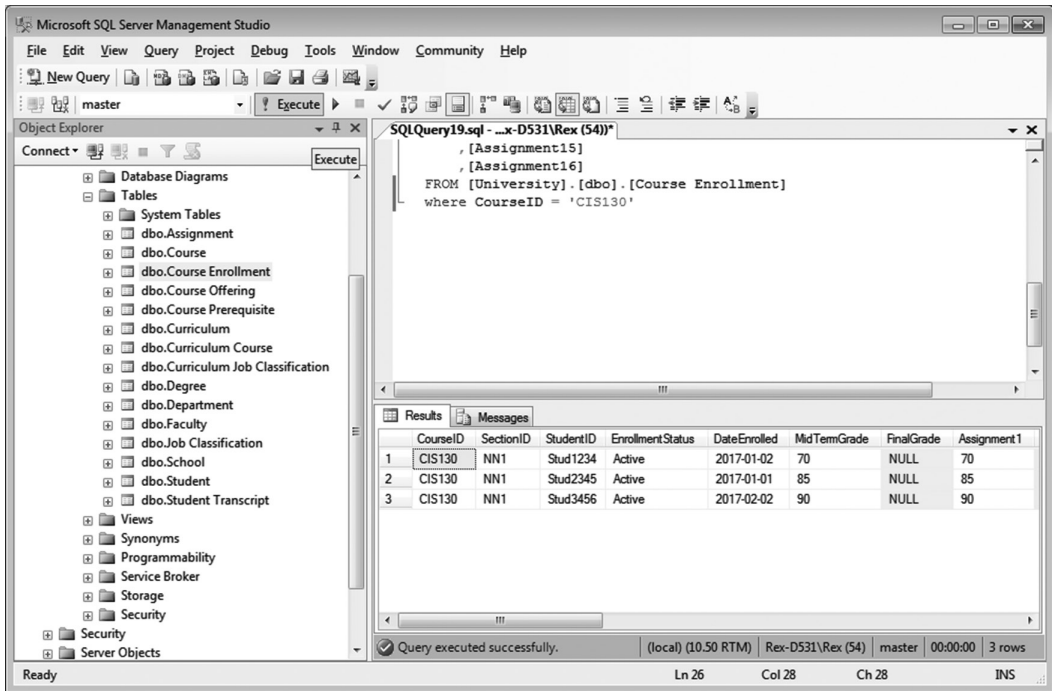 Microsoft SQL Server Management Studio
File Edit View Query Project Debug Tools Window Community Help
New Query
master Execute
Object Explorer
Connect
Execute
Database Diagrams
Tables
System Tables
dbo.Assignment
dbo.Course
dbo.Course Enrollment
dbo.Course Offering
dbo.Course Prerequisite
dbo.Curriculum
dbo.Curriculum Course
dbo.Curriculum Job Classification
dbo.Degree
dbo.Department
dbo.Faculty
dbo.Job Classification
dbo.School
dbo.Student
dbo.Student Transcript
Views
Synonyms
Programmability
Service Broker
Storage
Security
Security
Server Objects
SQLQuery19.sql - ...x-D531\Rex (54))*
,[Assignment15]
,[Assignment16]
FROM [University].[dbo].[Course Enrollment]
where CourseID = 'CIS130'
Results Messages
CourseID SectionID StudentID EnrollmentStatus DateEnrolled MidTermGrade FinalGrade Assignment1
1 CIS130 NN1 Stud1234 Active 2017-01-02 70 NULL 70
2 CIS130 NN1 Stud2345 Active 2017-01-01 85 NULL 85
3 CIS130 NN1 Stud3456 Active 2017-02-02 90 NULL 90
Query executed successfully. (local) (10.50 RTM) Rex-D531\Rex (54) master 00:00:00 3 rows
Ready Ln 26 Col 28 Ch 28 INS